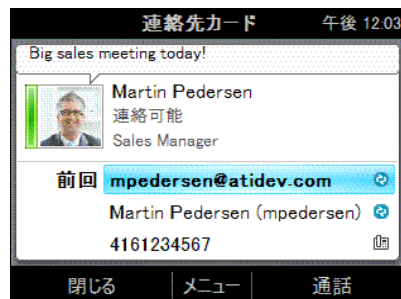 連絡先カード 午後 12:03
Big sales meeting today!
Martin Pedersen
連絡可能
Sales Manager
前回 mpedersen@atidev.com
Martin Pedersen (mpedersen)
4161234567
閉じる メニュー 通話